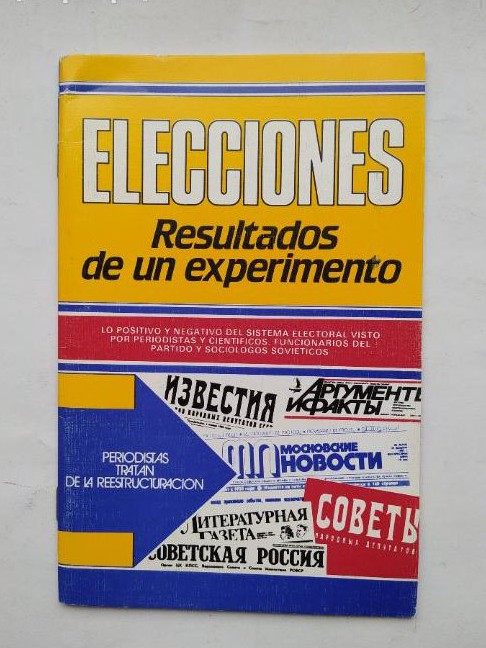 ELECCIONES
Resultados
de un experimento
LO POSITIVO Y NEGATIVO DEL SISTEMA ELECTORAL VISTO
POR PERIODISTAS Y CIENTIFICOS, FUNCIONARIOS DEL
PARTIDO Y SOCIOLOGOS SOVIETICOS
PERIODISTAS
TRATAN
DE LA REESTRUCTURACION
ИЗВЕСТИЯ
АРГУМЕНТЫ
И ФАКТЫ
МОСКОВСКИЕ
НОВОСТИ
ЛИТЕРАТУРНАЯ
ГАЗЕТА
СОВЕТЫ
НАРОДНЫХ ДЕПУТАТОВ
СОВЕТСКАЯ РОССИЯ